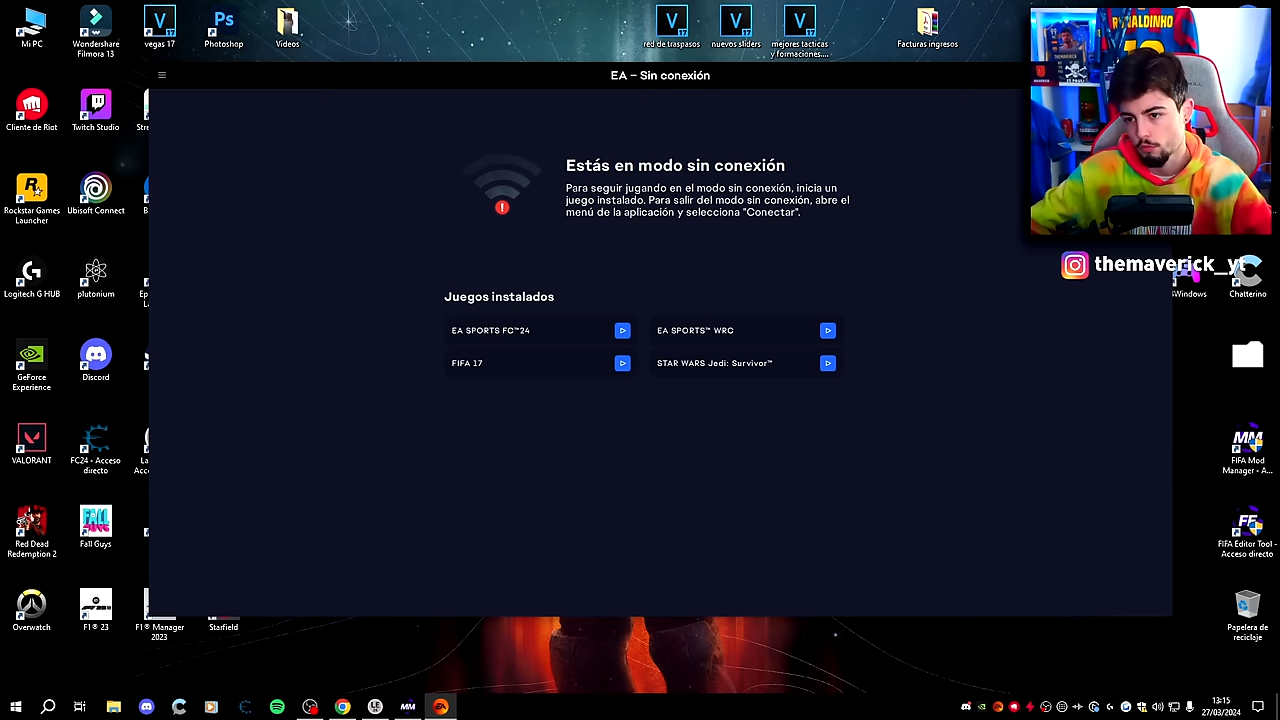 Mi PC
Wondershare
Filmora 13
vegas 17
Photoshop
Videos
red de traspasos
nuevos sliders
mejores tacticas
y formaciones....
Facturas ingresos
RONALDINHO
EA – Sin conexión
Cliente de Riot
Twitch Studio
Estás en modo sin conexión
Para seguir jugando en el modo sin conexión, inicia un
juego instalado. Para salir del modo sin conexión, abre el
menú de la aplicación y selecciona "Conectar".
Rockstar Games
Launcher
Ubisoft Connect
themaverick_yt
Logitech G HUB
plutonium
Windows
Chatterino
Juegos instalados
EA SPORTS FC™24
EA SPORTS™ WRC
FIFA 17
STAR WARS Jedi: Survivor™
GeForce
Experience
Discord
VALORANT
FC24 • Acceso
directo
FIFA Mod
Manager • A...
Red Dead
Redemption 2
Fall Guys
FIFA Editor Tool -
Acceso directo
Overwatch
F1® 23
F1® Manager
2023
Starfield
Papelera de
reciclaje
13:15
27/03/2024